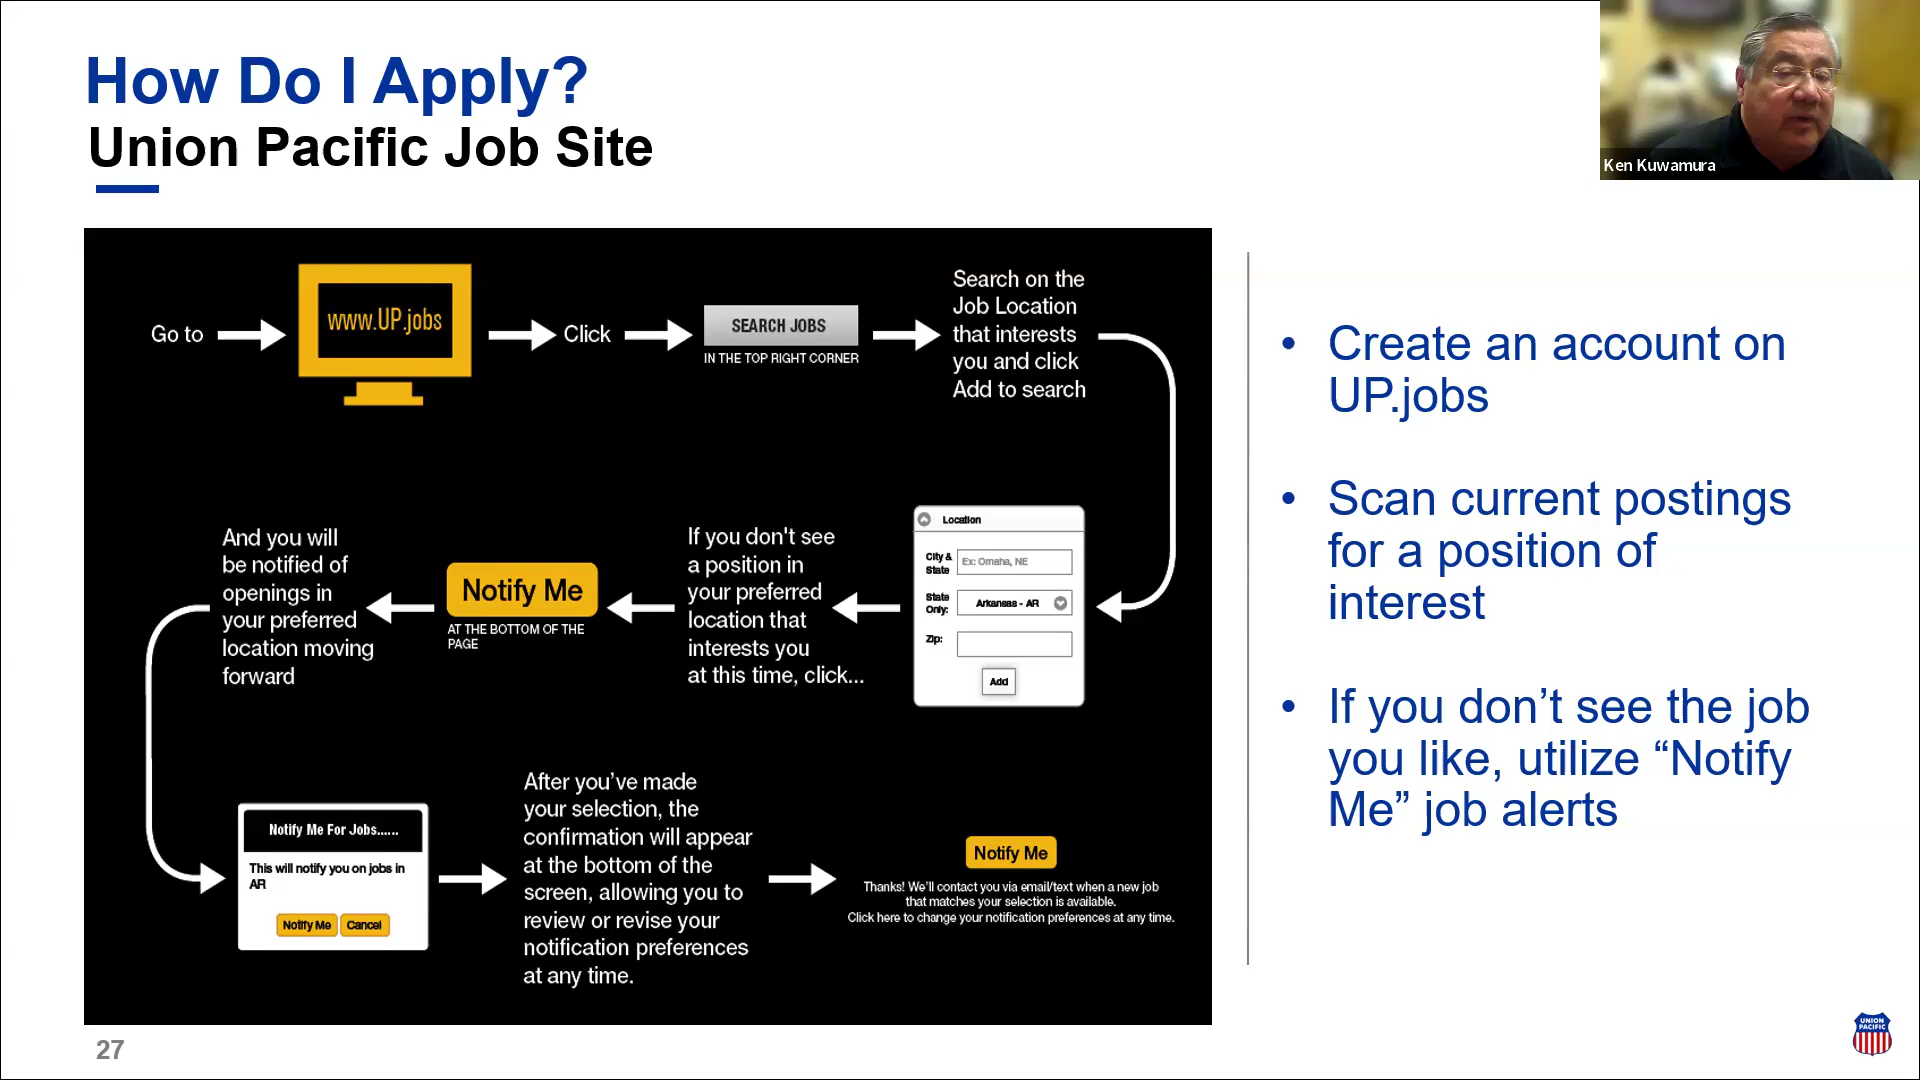 How Do I Apply?
Union Pacific Job Site
Ken Kuwamura
Go to
www.UP.jobs
Click
SEARCH JOBS
IN THE TOP RIGHT CORNER
Search on the
Job Location
that interests
you and click
Add to search
Location
City &
State
Ex: Omaha, NE
State
Only:
Arkansas - AR
Zip:
Add
If you don't see
a position in
your preferred
location that
interests you
at this time, click...
Notify Me
AT THE BOTTOM OF THE
PAGE
And you will
be notified of
openings in
your preferred
location moving
forward
Notify Me For Jobs......
This will notify you on jobs in
AR
Notify Me
Cancel
After you’ve made
your selection, the
confirmation will appear
at the bottom of the
screen, allowing you to
review or revise your
notification preferences
at any time.
Notify Me
Thanks! We’ll contact you via email/text when a new job
that matches your selection is available.
Click here to change your notification preferences at any time.
• Create an account on
UP.jobs
• Scan current postings
for a position of
interest
• If you don’t see the job
you like, utilize “Notify
Me” job alerts
27
UNION
PACIFIC